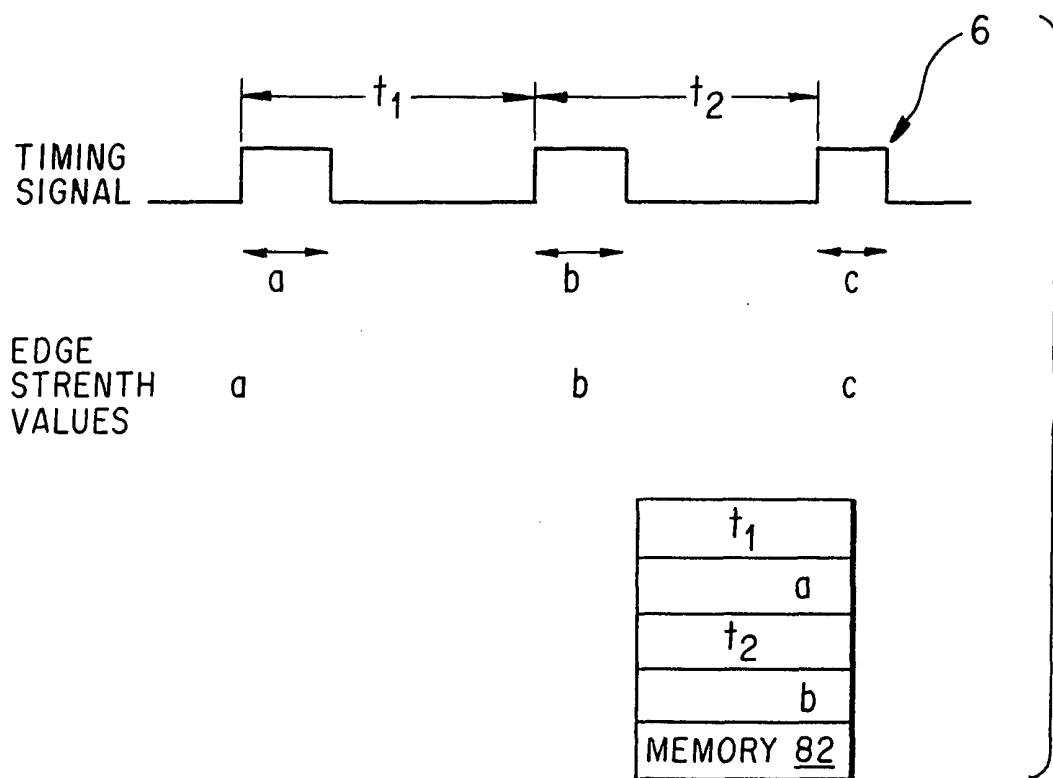 6
t1 t2
TIMING
SIGNAL
a b c
EDGE
STRENTH a b c
VALUES
t1
a
t2
b
MEMORY 82